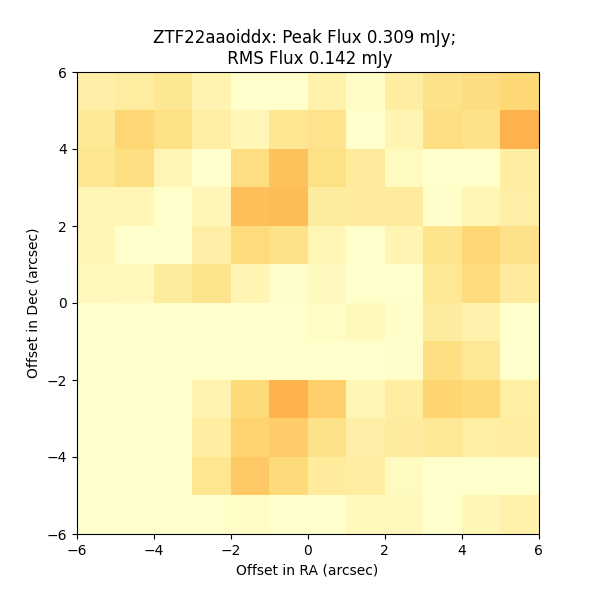 ZTF22aaoiddx: Peak Flux 0.309 mJy;
RMS Flux 0.142 mJy
6
4
2
0
−2
−4
−6
Offset in Dec (arcsec)
−6 −4 −2 0 2 4 6
Offset in RA (arcsec)